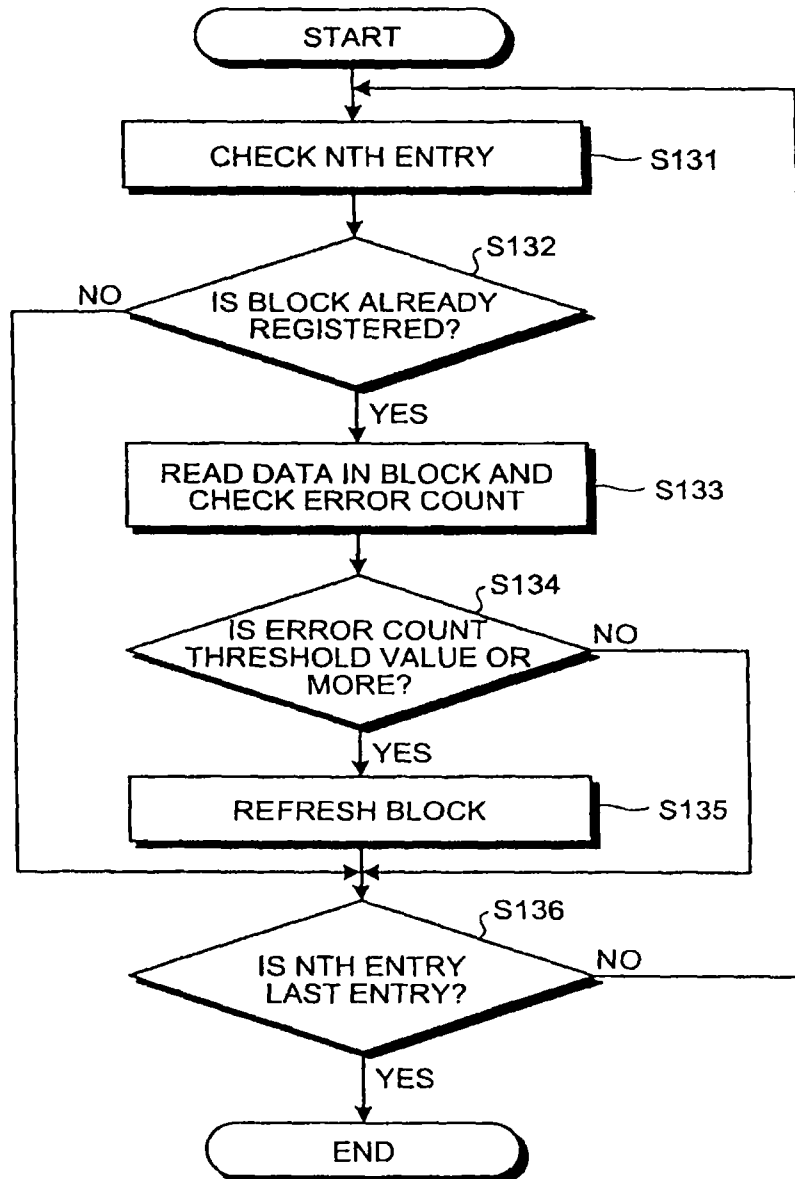 START
CHECK NTH ENTRY
S131
S132
NO
IS BLOCK ALREADY
REGISTERED?
YES
READ DATA IN BLOCK AND
CHECK ERROR COUNT
S133
S134
IS ERROR COUNT
THRESHOLD VALUE OR
MORE?
NO
YES
REFRESH BLOCK
S135
S136
IS NTH ENTRY
LAST ENTRY?
NO
YES
END